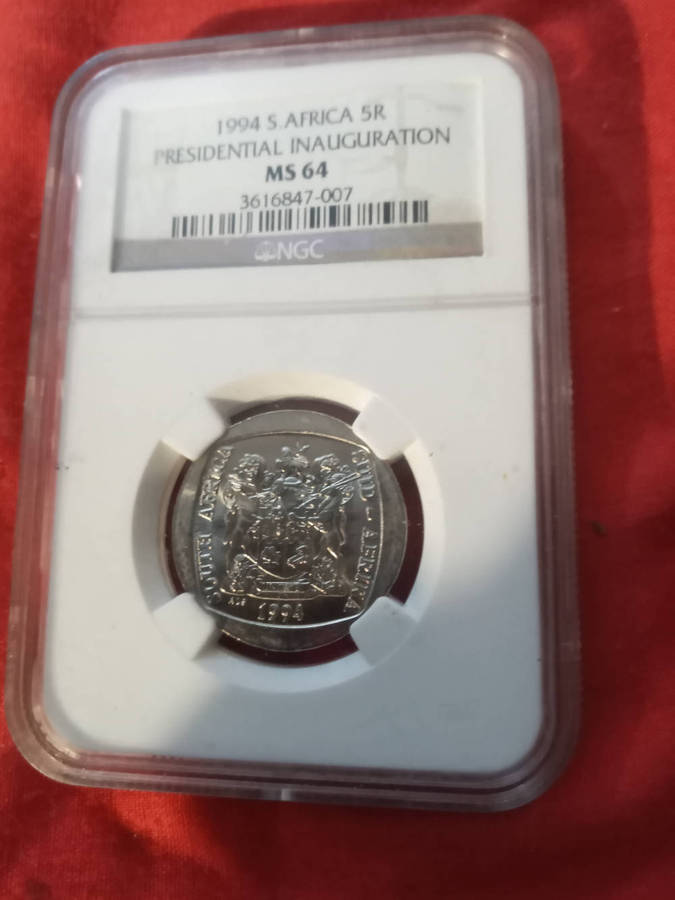 1994 S.AFRICA 5R
PRESIDENTIAL INAUGURATION
MS 64
3616847-007
NGC
SOUTH AFRICA
SUID - AFRIKA
1994